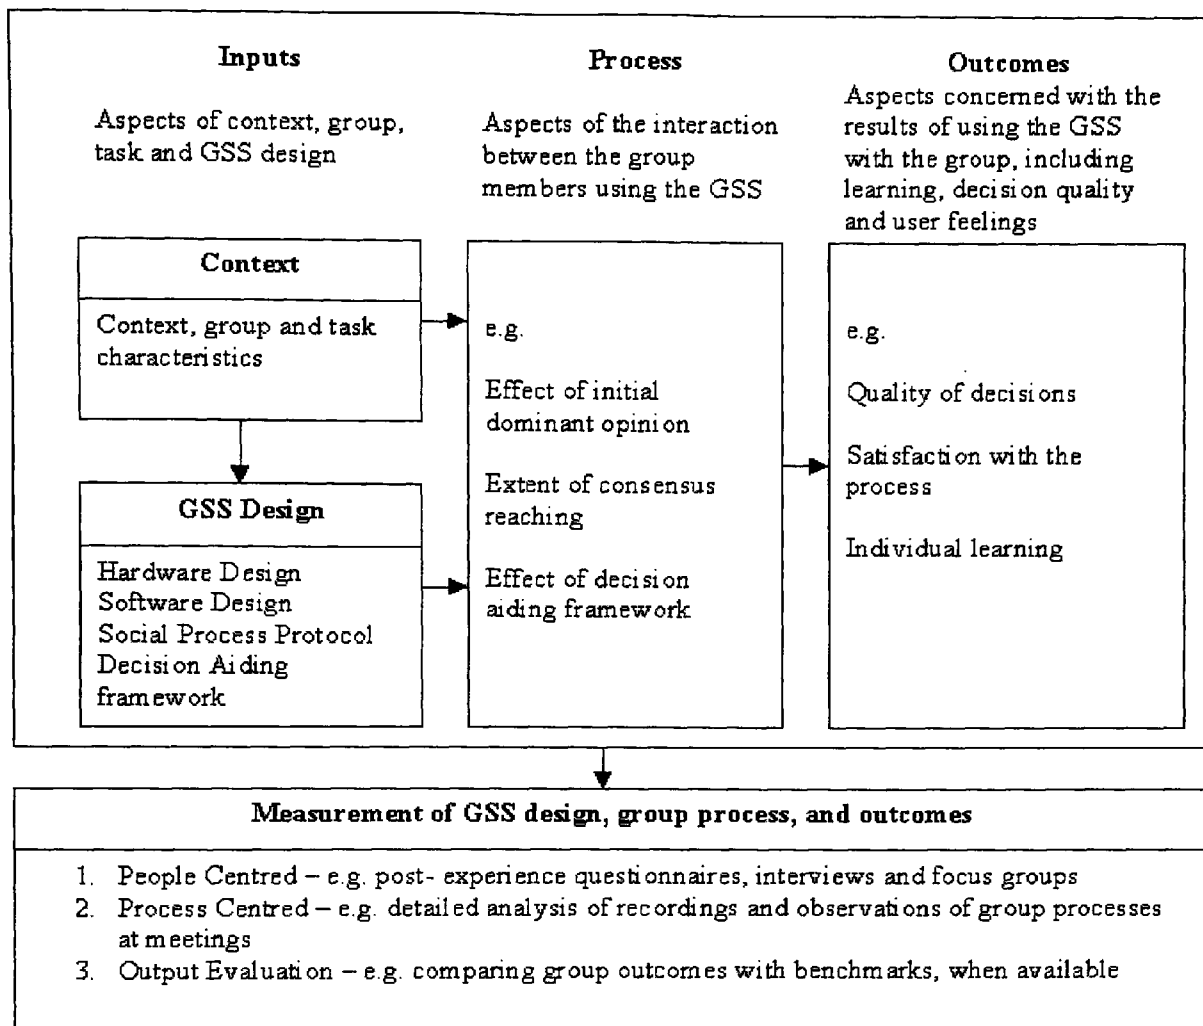 Inputs
Aspects of context, group,
task and GSS design
Context
Context, group and task
characteristics
GSS Design
Hardware Design
Software Design
Social Process Protocol
Decision Aiding
framework
Process
Aspects of the interaction
between the group
members using the GSS
e.g.
Effect of initial
dominant opinion
Extent of consensus
reaching
Effect of decision
aiding framework
Outcomes
Aspects concerned with the
results of using the GSS
with the group, including
learning, decision quality
and user feelings
e.g.
Quality of decisions
Satisfaction with the
process
Individual learning
Measurement of GSS design, group process, and outcomes
1. People Centred – e.g. post- experience questionnaires, interviews and focus groups
2. Process Centred – e.g. detailed analysis of recordings and observations of group processes
at meetings
3. Output Evaluation – e.g. comparing group outcomes with benchmarks, when available